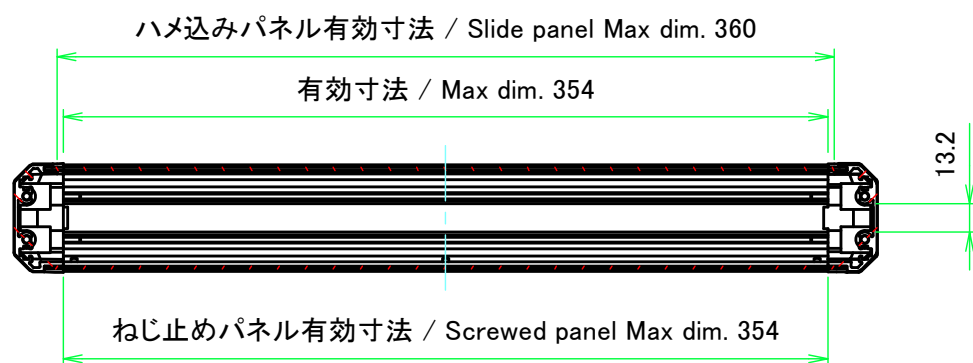 ハメ込みパネル有効寸法 / Slide panel Max dim. 360
有効寸法 / Max dim. 354
13.2
ねじ止めパネル有効寸法 / Screwed panel Max dim. 354